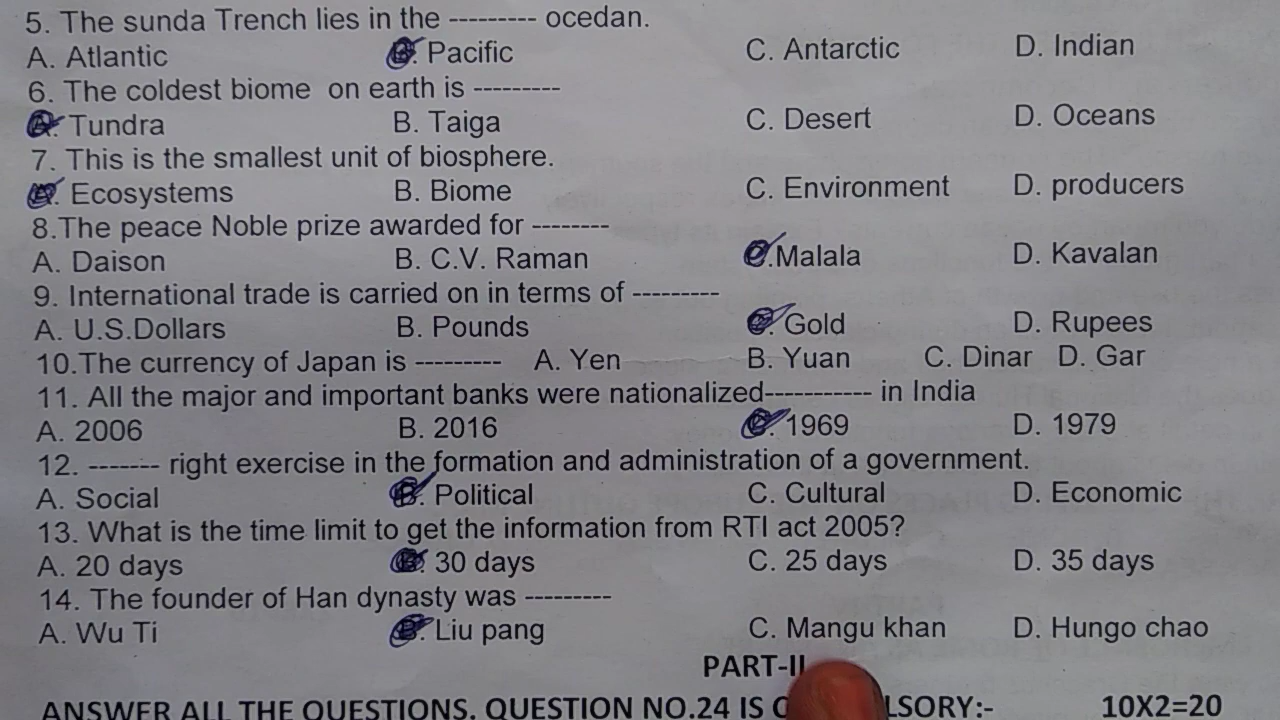 5. The sunda Trench lies in the --------- ocedan.
A. Atlantic B. Pacific C. Antarctic D. Indian
6. The coldest biome on earth is ---------
A. Tundra B. Taiga C. Desert D. Oceans
7. This is the smallest unit of biosphere.
A. Ecosystems B. Biome C. Environment D. producers
8.The peace Noble prize awarded for --------
A. Daison B. C.V. Raman C.Malala D. Kavalan
9. International trade is carried on in terms of ---------
A. U.S.Dollars B. Pounds C. Gold D. Rupees
10.The currency of Japan is --------- A. Yen B. Yuan C. Dinar D. Gar
11. All the major and important banks were nationalized----------- in India
A. 2006 B. 2016 C. 1969 D. 1979
12. ------- right exercise in the formation and administration of a government.
A. Social B. Political C. Cultural D. Economic
13. What is the time limit to get the information from RTI act 2005?
A. 20 days B. 30 days C. 25 days D. 35 days
14. The founder of Han dynasty was ---------
A. Wu Ti B. Liu pang C. Mangu khan D. Hungo chao
PART-II
ANSWER ALL THE QUESTIONS. QUESTION NO.24 IS 10X2=20